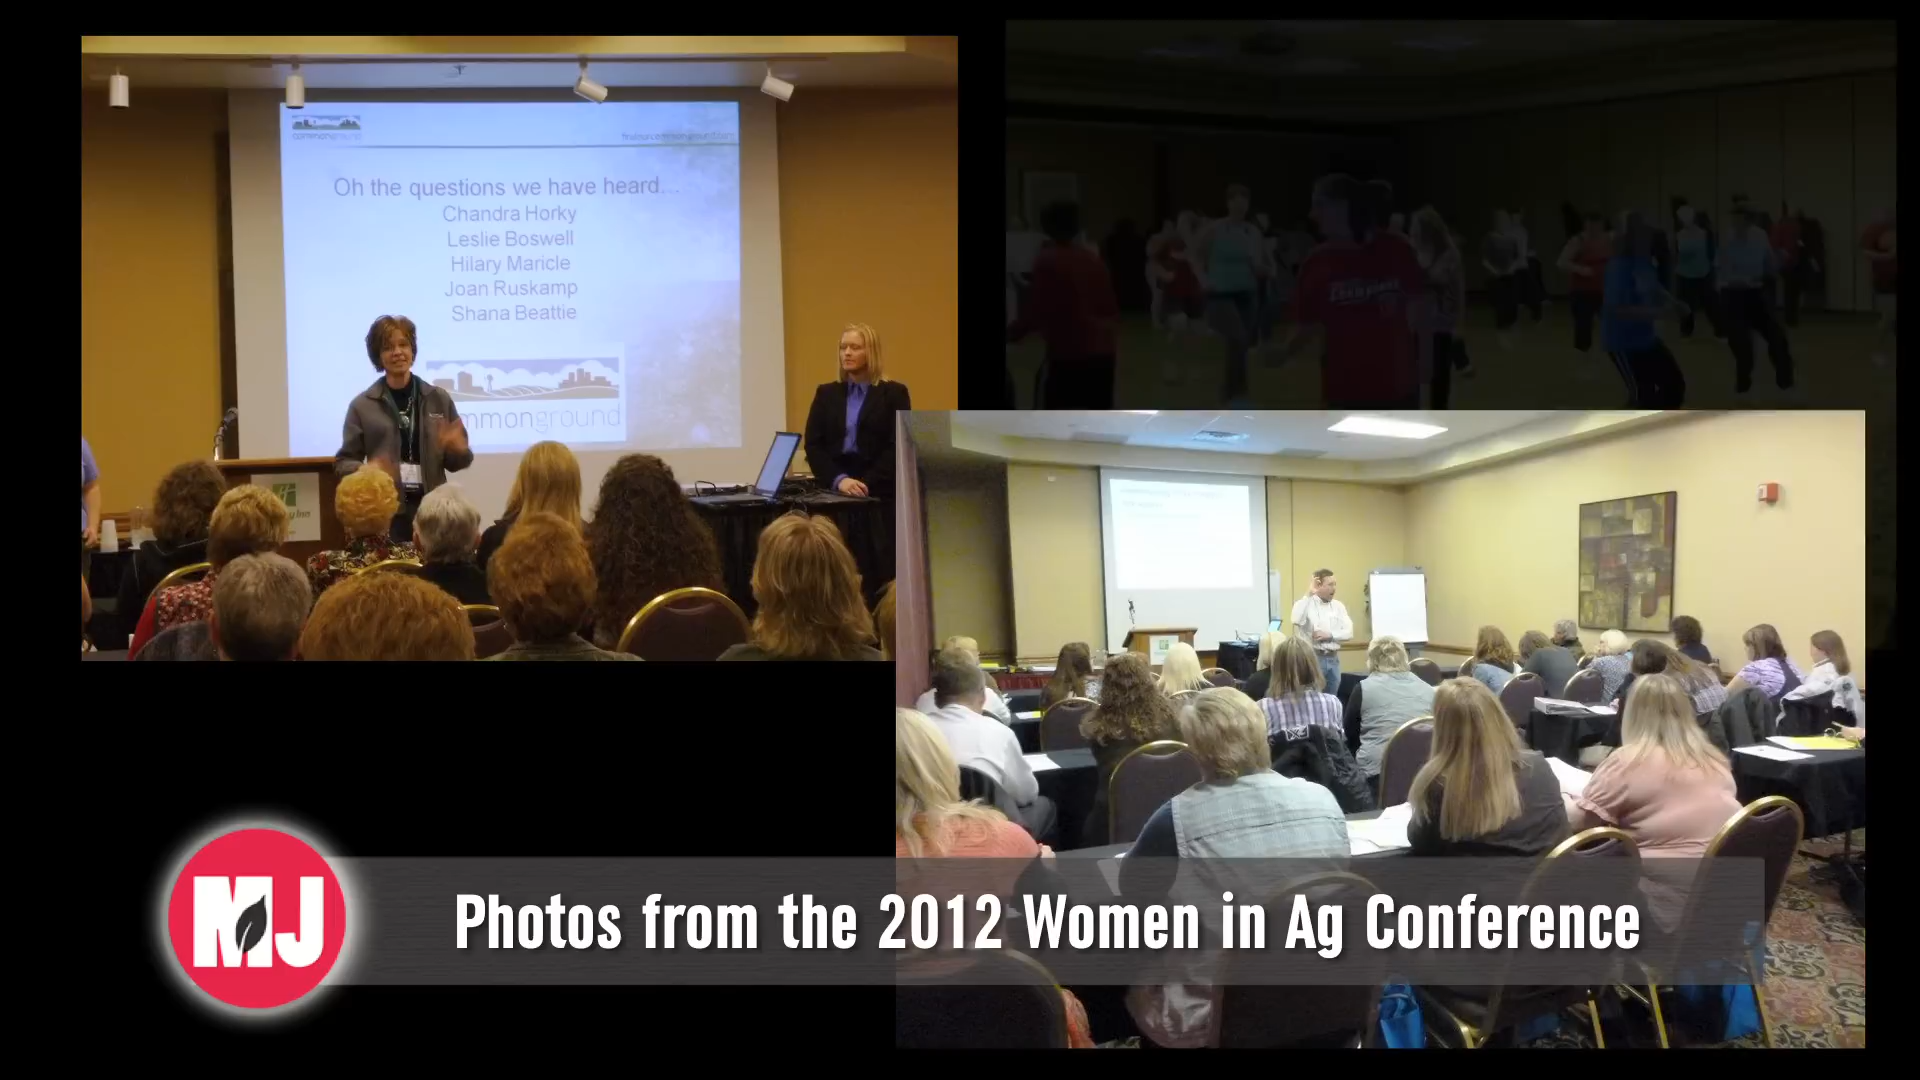 commonground
Oh the questions we have heard...
Chandra Horky
Leslie Boswell
Hilary Maricle
Joan Ruskamp
Shana Beattie
mmonground
MJ
Photos from the 2012 Women in Ag Conference